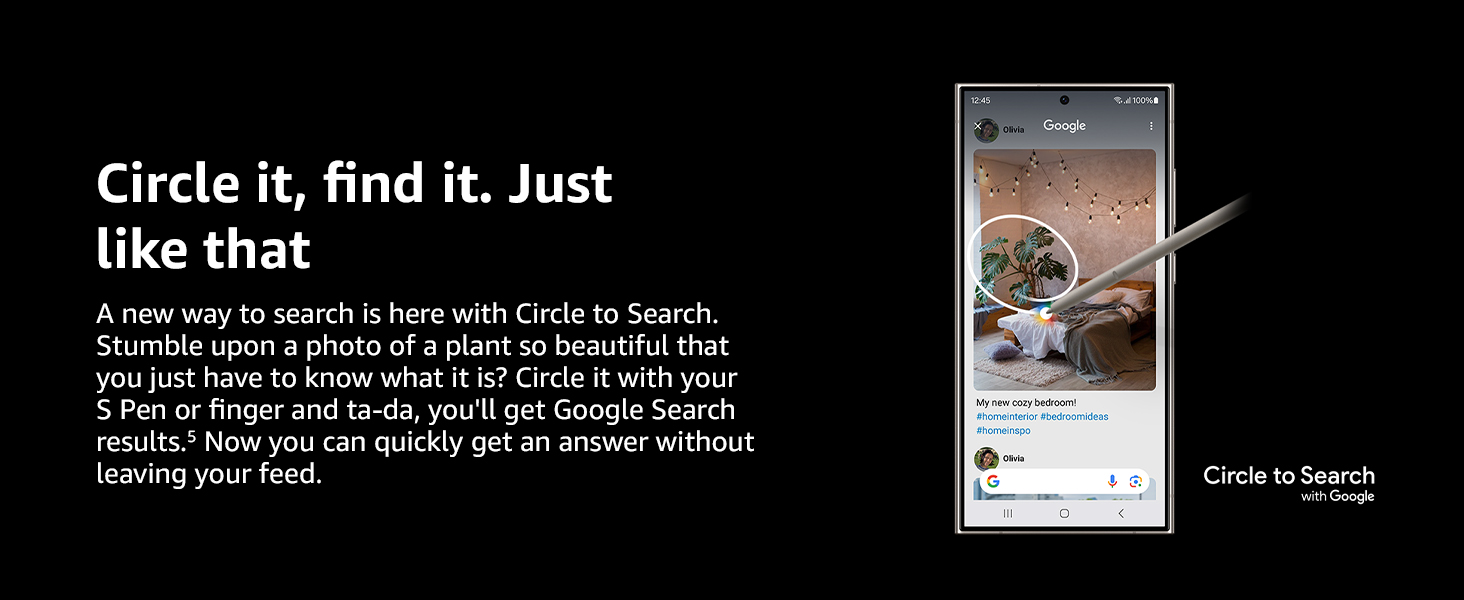 Circle it, find it. Just
like that
A new way to search is here with Circle to Search.
Stumble upon a photo of a plant so beautiful that
you just have to know what it is? Circle it with your
S Pen or finger and ta-da, you'll get Google Search
results.⁵ Now you can quickly get an answer without
leaving your feed.
12:45
100%
Olivia
Google
My new cozy bedroom!
#homeinterior #bedroomideas
#homeinspo
Olivia
G
Circle to Search
with Google